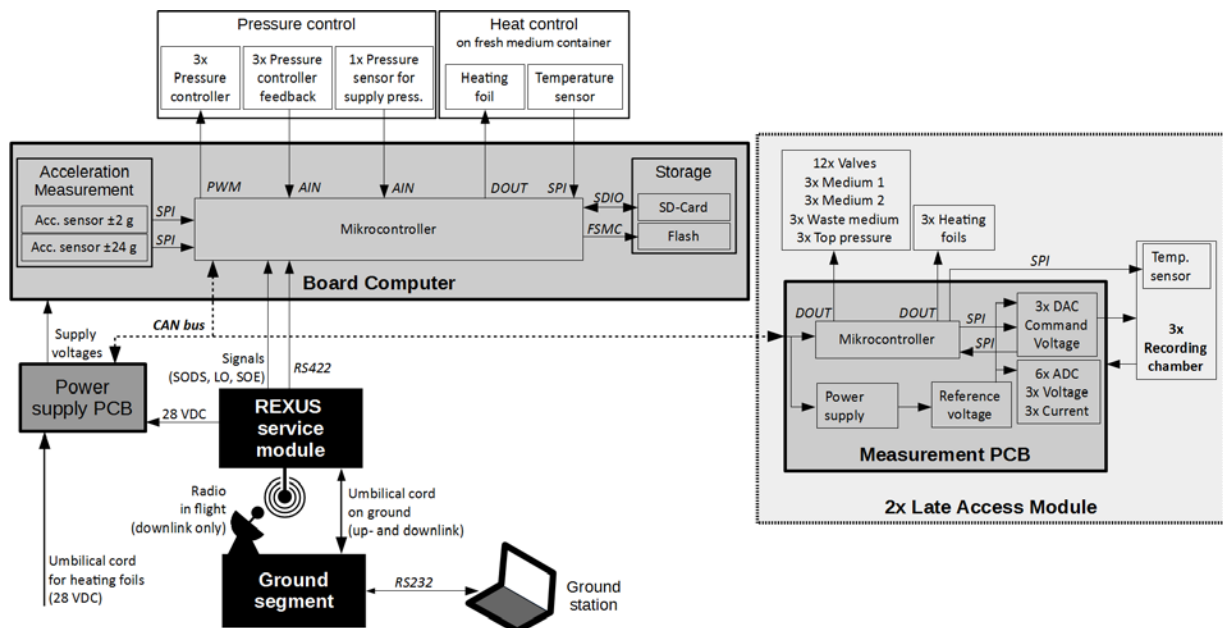 Pressure control
3x
Pressure
controller
3x Pressure
controller
feedback
1x Pressure
sensor for
supply press.
Heat control
on fresh medium container
Heating
foil
Temperature
sensor
Acceleration
Measurement
Acc. sensor ±2 g
Acc. sensor ±24 g
SPI
SPI
PWM
AIN
AIN
DOUT
SPI
Mikrocontroller
SDIO
FSMC
Storage
SD-Card
Flash
Board Computer
12x Valves
3x Medium 1
3x Medium 2
3x Waste medium
3x Top pressure
3x Heating
foils
SPI
Temp.
sensor
3x
Recording
chamber
DOUT
DOUT
Mikrocontroller
SPI
SPI
3x DAC
Command
Voltage
Power
supply
Reference
voltage
6x ADC
3x Voltage
3x Current
Measurement PCB
2x Late Access Module
Supply
voltages
CAN bus
Signals
(SODS, LO, SOE)
RS422
Power
supply PCB
28 VDC
REXUS
service
module
Radio
in flight
(downlink only)
Umbilical cord
on ground
(up- and downlink)
Umbilical cord
for heating foils
(28 VDC)
Ground
segment
RS232
Ground
station